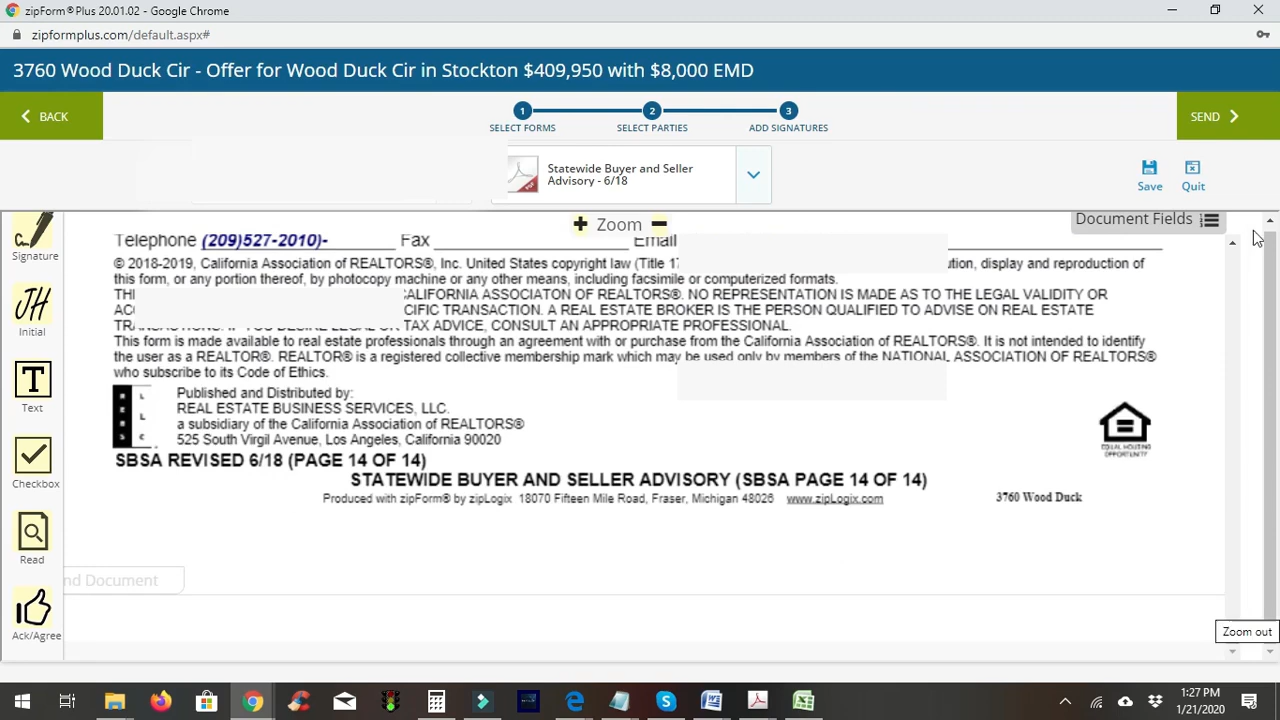 zipForm® Plus 20.01.02 - Google Chrome
zipformplus.com/default.aspx#
3760 Wood Duck Cir - Offer for Wood Duck Cir in Stockton $409,950 with $8,000 EMD
BACK
1 2 3
SELECT FORMS SELECT PARTIES ADD SIGNATURES
SEND
Statewide Buyer and Seller
Advisory - 6/18
Save Quit
Zoom
Document Fields
Signature
Initial
Text
Checkbox
Read
Ack/Agree
Telephone (209)527-2010)- Fax Email
© 2018-2019, California Association of REALTORS®, Inc. United States copyright law (Title 17 display and reproduction of
this form, or any portion thereof, by photocopy machine or any other means, including facsimile or computerized formats.
CALIFORNIA ASSOCIATON OF REALTORS®. NO REPRESENTATION IS MADE AS TO THE LEGAL VALIDITY OR
TRANSACTION. A REAL ESTATE BROKER IS THE PERSON QUALIFIED TO ADVISE ON REAL ESTATE
TRANSACTIONS. IF YOU DESIRE LEGAL OR TAX ADVICE, CONSULT AN APPROPRIATE PROFESSIONAL.
This form is made available to real estate professionals through an agreement with or purchase from the California Association of REALTORS®. It is not intended to identify
the user as a REALTOR®. REALTOR® is a registered collective membership mark which may be used only by members of the NATIONAL ASSOCIATION OF REALTORS®
who subscribe to its Code of Ethics.
Published and Distributed by:
REAL ESTATE BUSINESS SERVICES, LLC.
a subsidiary of the California Association of REALTORS®
525 South Virgil Avenue, Los Angeles, California 90020
EQUAL HOUSING
OPPORTUNITY
SBSA REVISED 6/18 (PAGE 14 OF 14)
STATEWIDE BUYER AND SELLER ADVISORY (SBSA PAGE 14 OF 14)
Produced with zipForm® by zipLogix 18070 Fifteen Mile Road, Fraser, Michigan 48026 www.zipLogix.com 3760 Wood Duck
Document
Zoom out
1:27 PM
1/21/2020